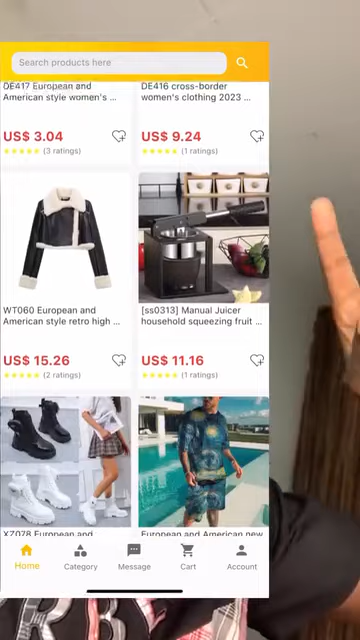 Search products here
DE417 European and
American style women's ...
DE416 cross-border
women's clothing 2023 ...
US$ 3.04
(3 ratings)
US$ 9.24
(1 ratings)
WT060 European and
American style retro high ...
[ss0313] Manual Juicer
household squeezing fruit ...
US$ 15.26
(2 ratings)
US$ 11.16
(1 ratings)
XZ078 European and
European and American new
Home
Category
Message
Cart
Account